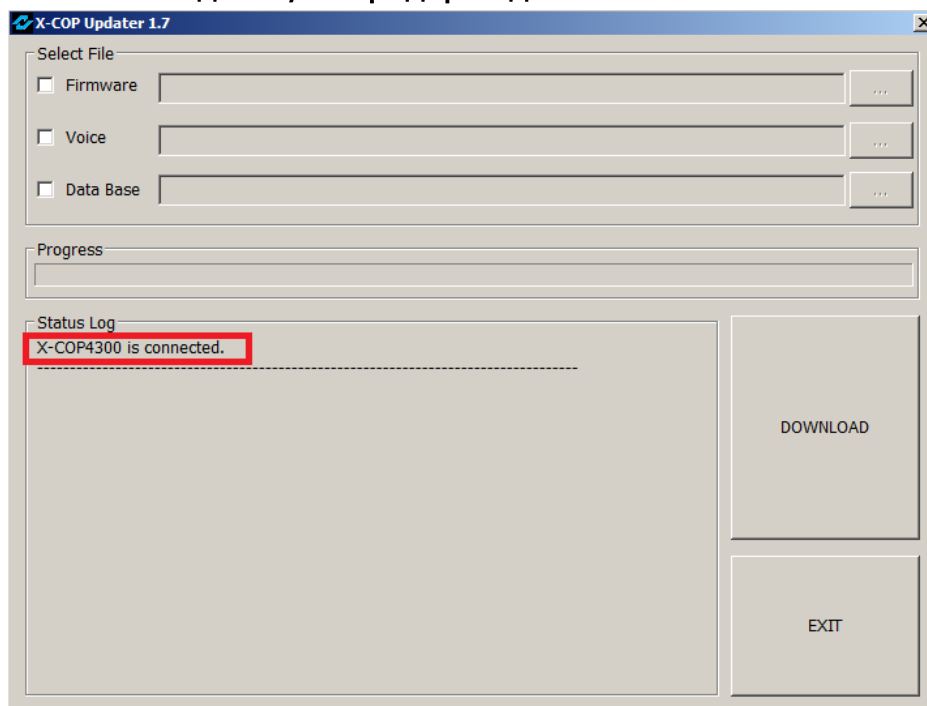 X-COP Updater 1.7
Select File
Firmware
...
Voice
...
Data Base
...
Progress
Status Log
X-COP4300 is connected.
--------------------------------------------------------------------------------
DOWNLOAD
EXIT